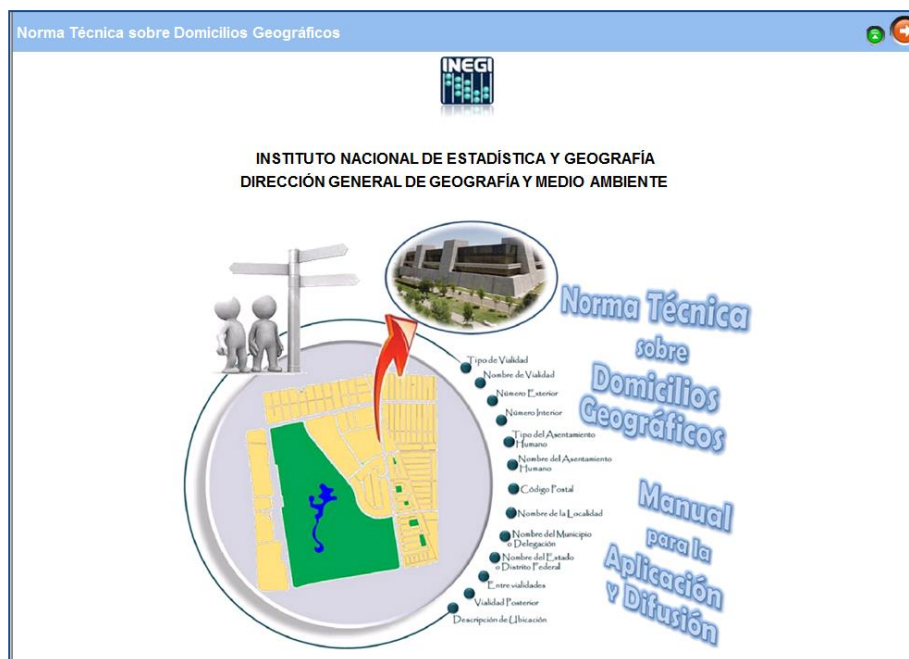 Norma Técnica sobre Domicilios Geográficos
INEGI
INSTITUTO NACIONAL DE ESTADÍSTICA Y GEOGRAFÍA
DIRECCIÓN GENERAL DE GEOGRAFÍA Y MEDIO AMBIENTE
Norma Técnica
sobre
Domicilios
Geográficos
Tipo de Vialidad
Nombre de Vialidad
Número Exterior
Número Interior
Tipo del Asentamiento
Humano
Nombre del Asentamiento
Humano
Código Postal
Nombre de la Localidad
Nombre del Municipio
o Delegación
Nombre del Estado
o Distrito Federal
Entre vialidades
Vialidad Posterior
Descripción de Ubicación
Manual
para la
Aplicación
y Difusión